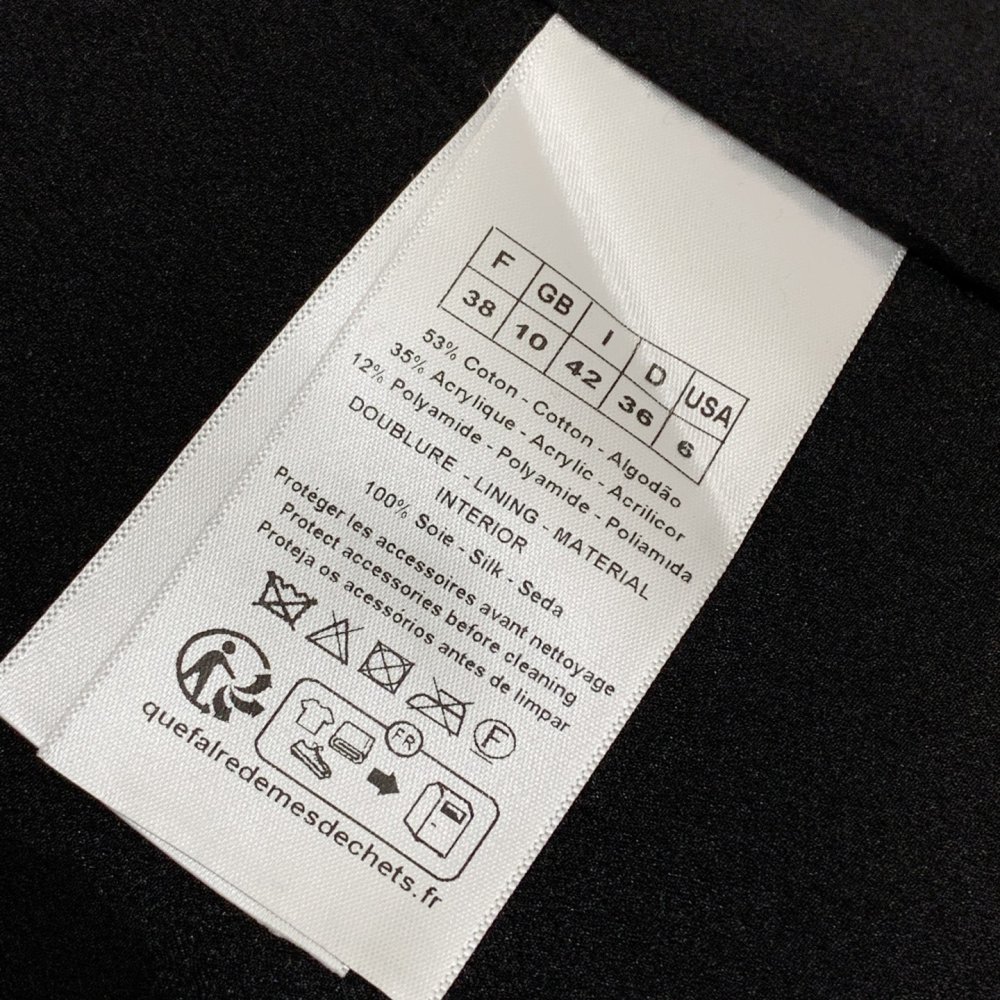 F GB I D USA
38 10 42 36 6
53% Coton - Cotton - Algodão
35% Acrylique - Acrylic - Acrilicor
12% Polyamide - Polyamide - Poliamida
DOUBLURE - LINING - MATERIAL
INTERIOR
100% Soie - Silk - Seda
Protéger les accessoires avant nettoyage
Protect accessories before cleaning
Proteja os acessórios antes de limpar
F
FR
quefairedemesdechets.fr